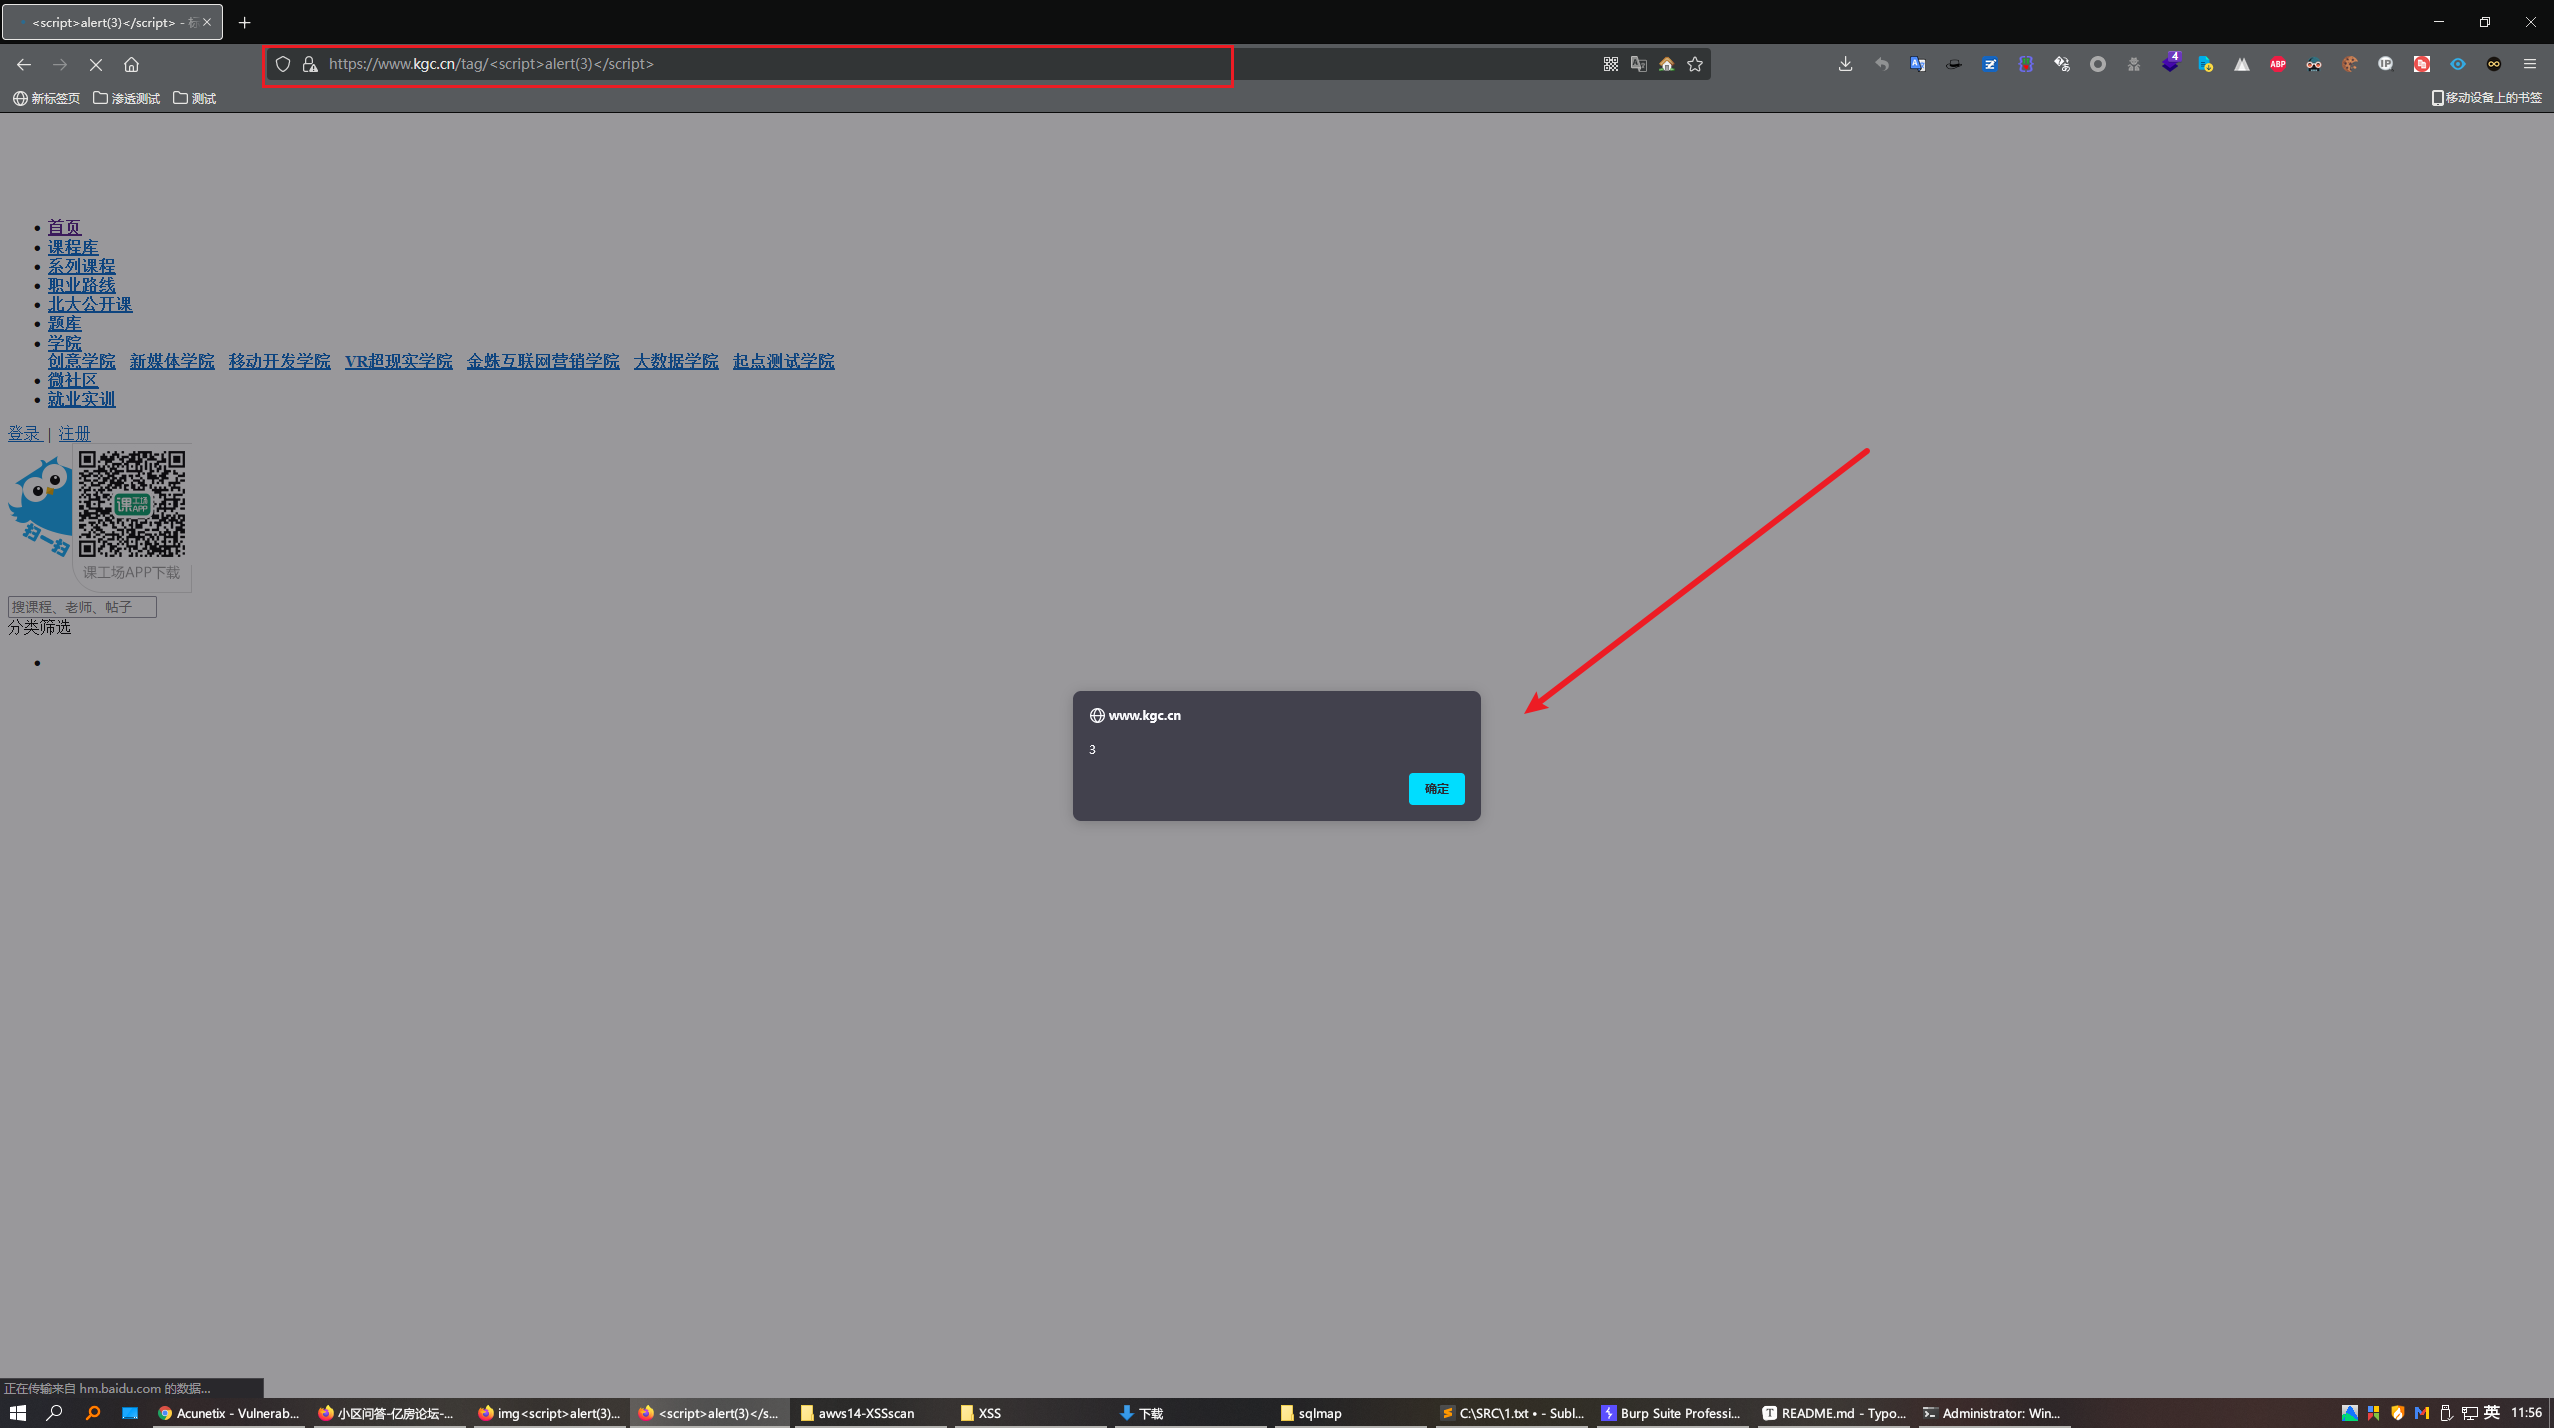 <script>alert(3)</script> - 标
https://www.kgc.cn/tag/<script>alert(3)</script>
4
ABP
IP
新标签页 渗透测试 测试
移动设备上的书签
首页
课程库
系列课程
职业路线
北大公开课
题库
学院
创意学院 新媒体学院 移动开发学院 VR超现实学院 金蛛互联网营销学院 大数据学院 起点测试学院
微社区
就业实训
登录 | 注册
课工场APP
扫一扫
课工场APP下载
搜课程、老师、帖子
分类筛选
www.kgc.cn
3
确定
正在传输来自 hm.baidu.com 的数据...
Acunetix - Vulnerab... 小区问答-亿房论坛-... img<script>alert(3)... <script>alert(3)</s... awvs14-XSSscan XSS 下载 sqlmap C:\SRC\1.txt • - Subl... Burp Suite Professi... README.md - Typo... Administrator: Win... 英 11:56